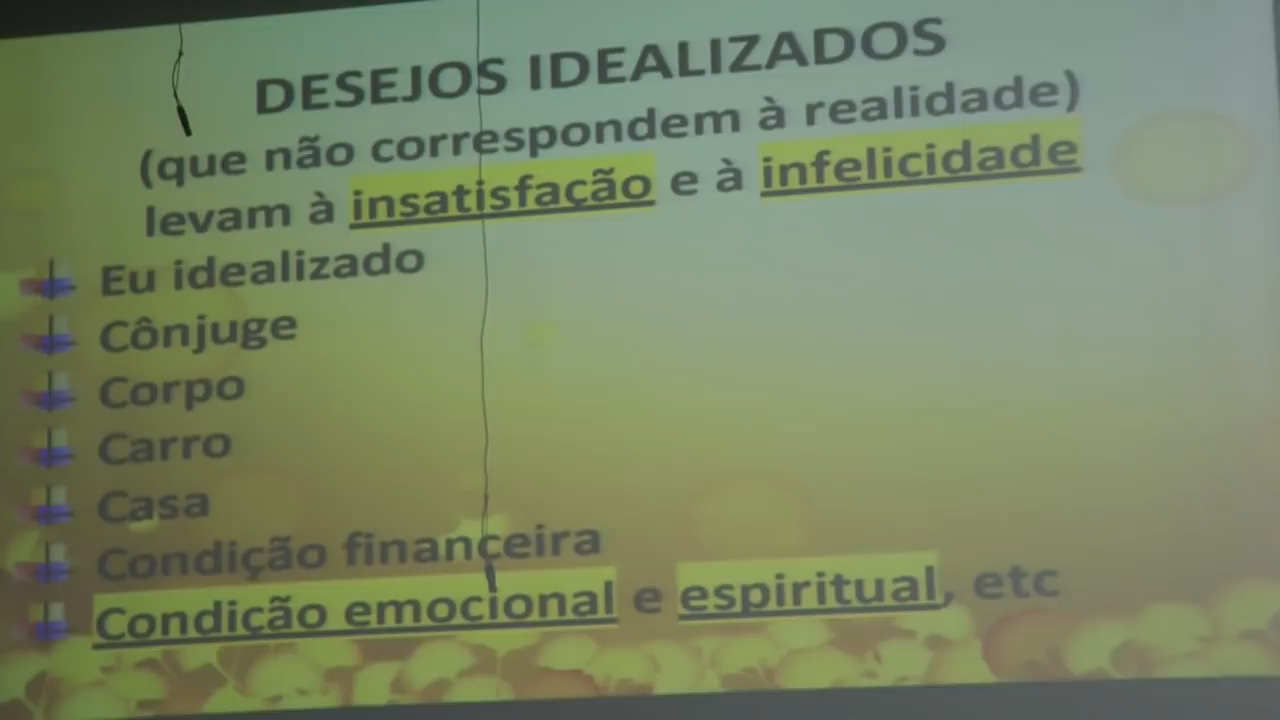 DESEJOS IDEALIZADOS
(que não correspondem à realidade)
levam à insatisfação e à infelicidade
Eu idealizado
Cônjuge
Corpo
Carro
Casa
Condição financeira
Condição emocional e espiritual, etc